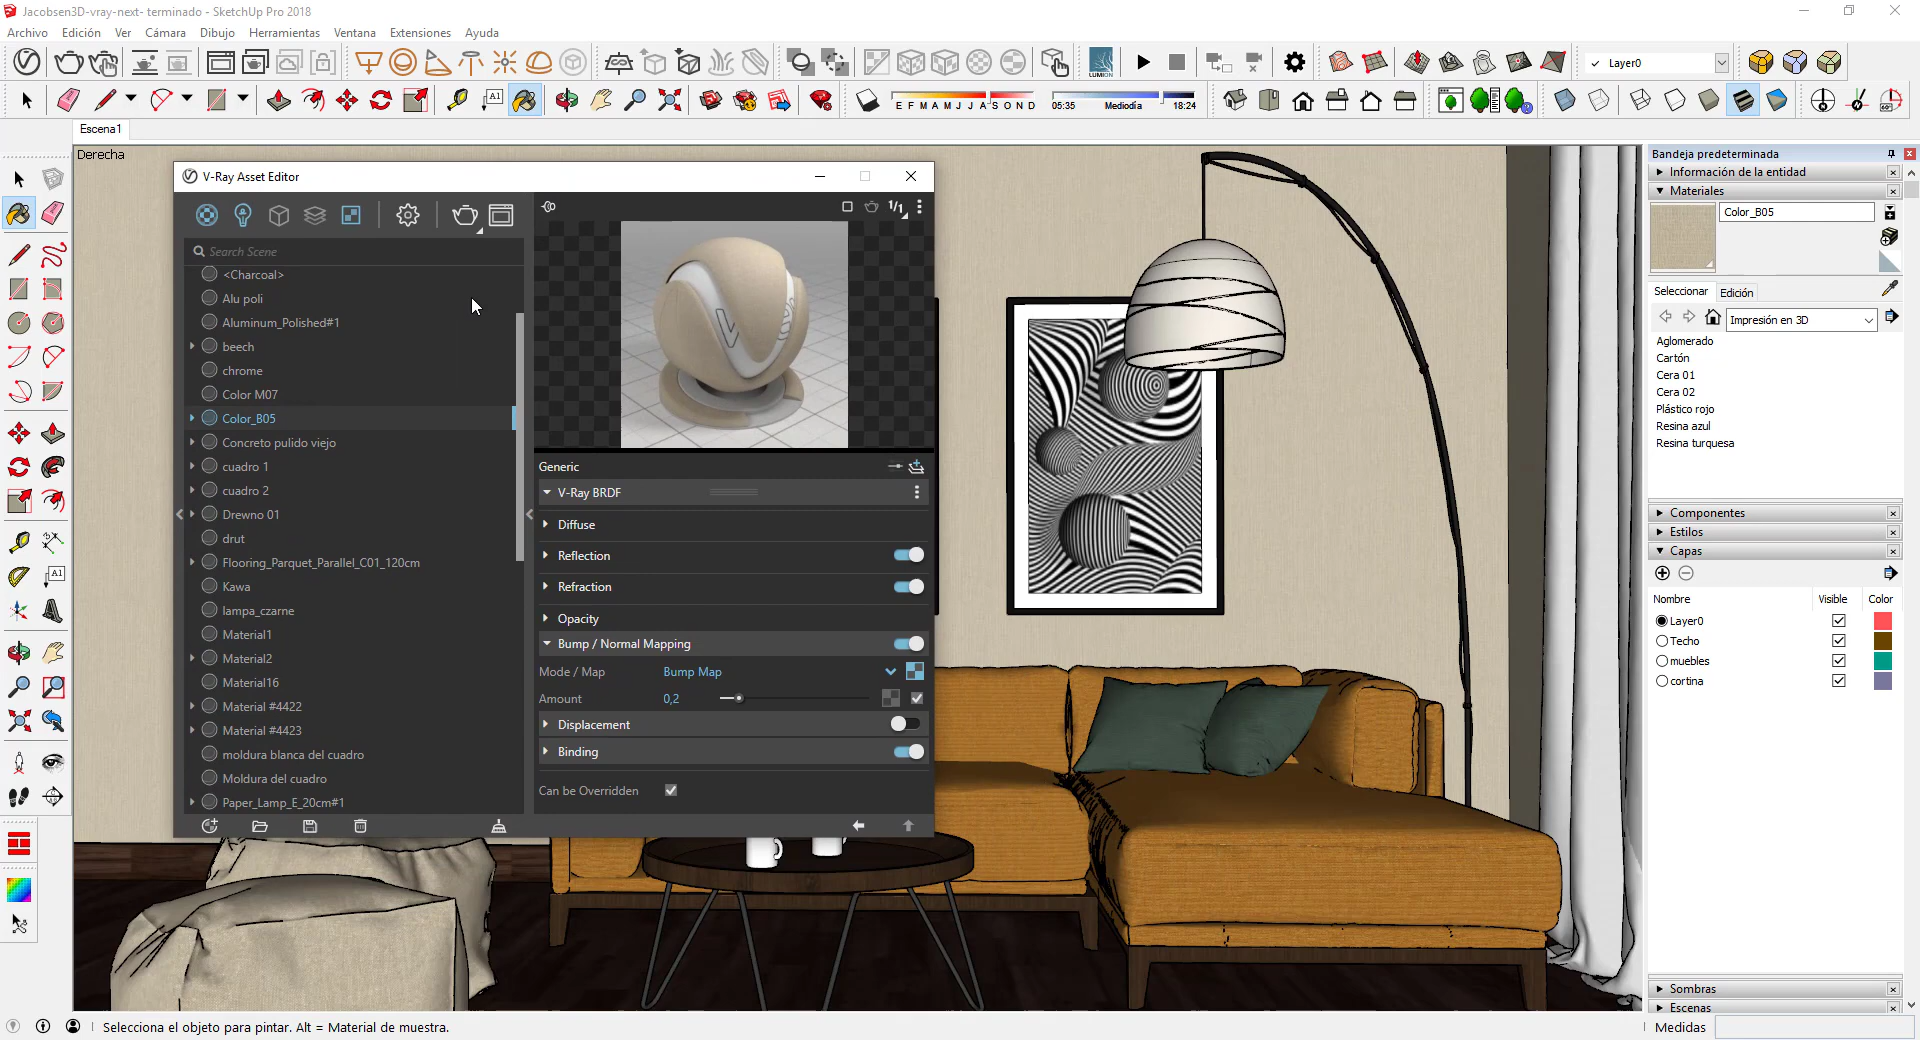 Jacobsen3D-vray-next- terminado - SketchUp Pro 2018
Archivo Edición Ver Cámara Dibujo Herramientas Ventana Extensiones Ayuda
LUMION
Layer0
A1
E F M A M J J A S O N D
05:35 Mediodía 18:24
Escena1
Derecha
V-Ray Asset Editor
1/1
Search Scene
<Charcoal>
Alu poli
Aluminum_Polished#1
beech
chrome
Color M07
Color_B05
Concreto pulido viejo
cuadro 1
cuadro 2
Drewno 01
drut
Flooring_Parquet_Parallel_C01_120cm
Kawa
lampa_czarne
Material1
Material2
Material16
Material #4422
Material #4423
moldura blanca del cuadro
Moldura del cuadro
Paper_Lamp_E_20cm#1
Generic
V-Ray BRDF
Diffuse
Reflection
Refraction
Opacity
Bump / Normal Mapping
Mode / Map Bump Map
Amount 0,2
Displacement
Binding
Can be Overridden
A1
Bandeja predeterminada
Información de la entidad
Materiales
Color_B05
Seleccionar Edición
Impresión en 3D
Aglomerado
Cartón
Cera 01
Cera 02
Plástico rojo
Resina azul
Resina turquesa
Componentes
Estilos
Capas
Nombre Visible Color
Layer0
Techo
muebles
cortina
Sombras
Escenas
Selecciona el objeto para pintar. Alt = Material de muestra.
Medidas